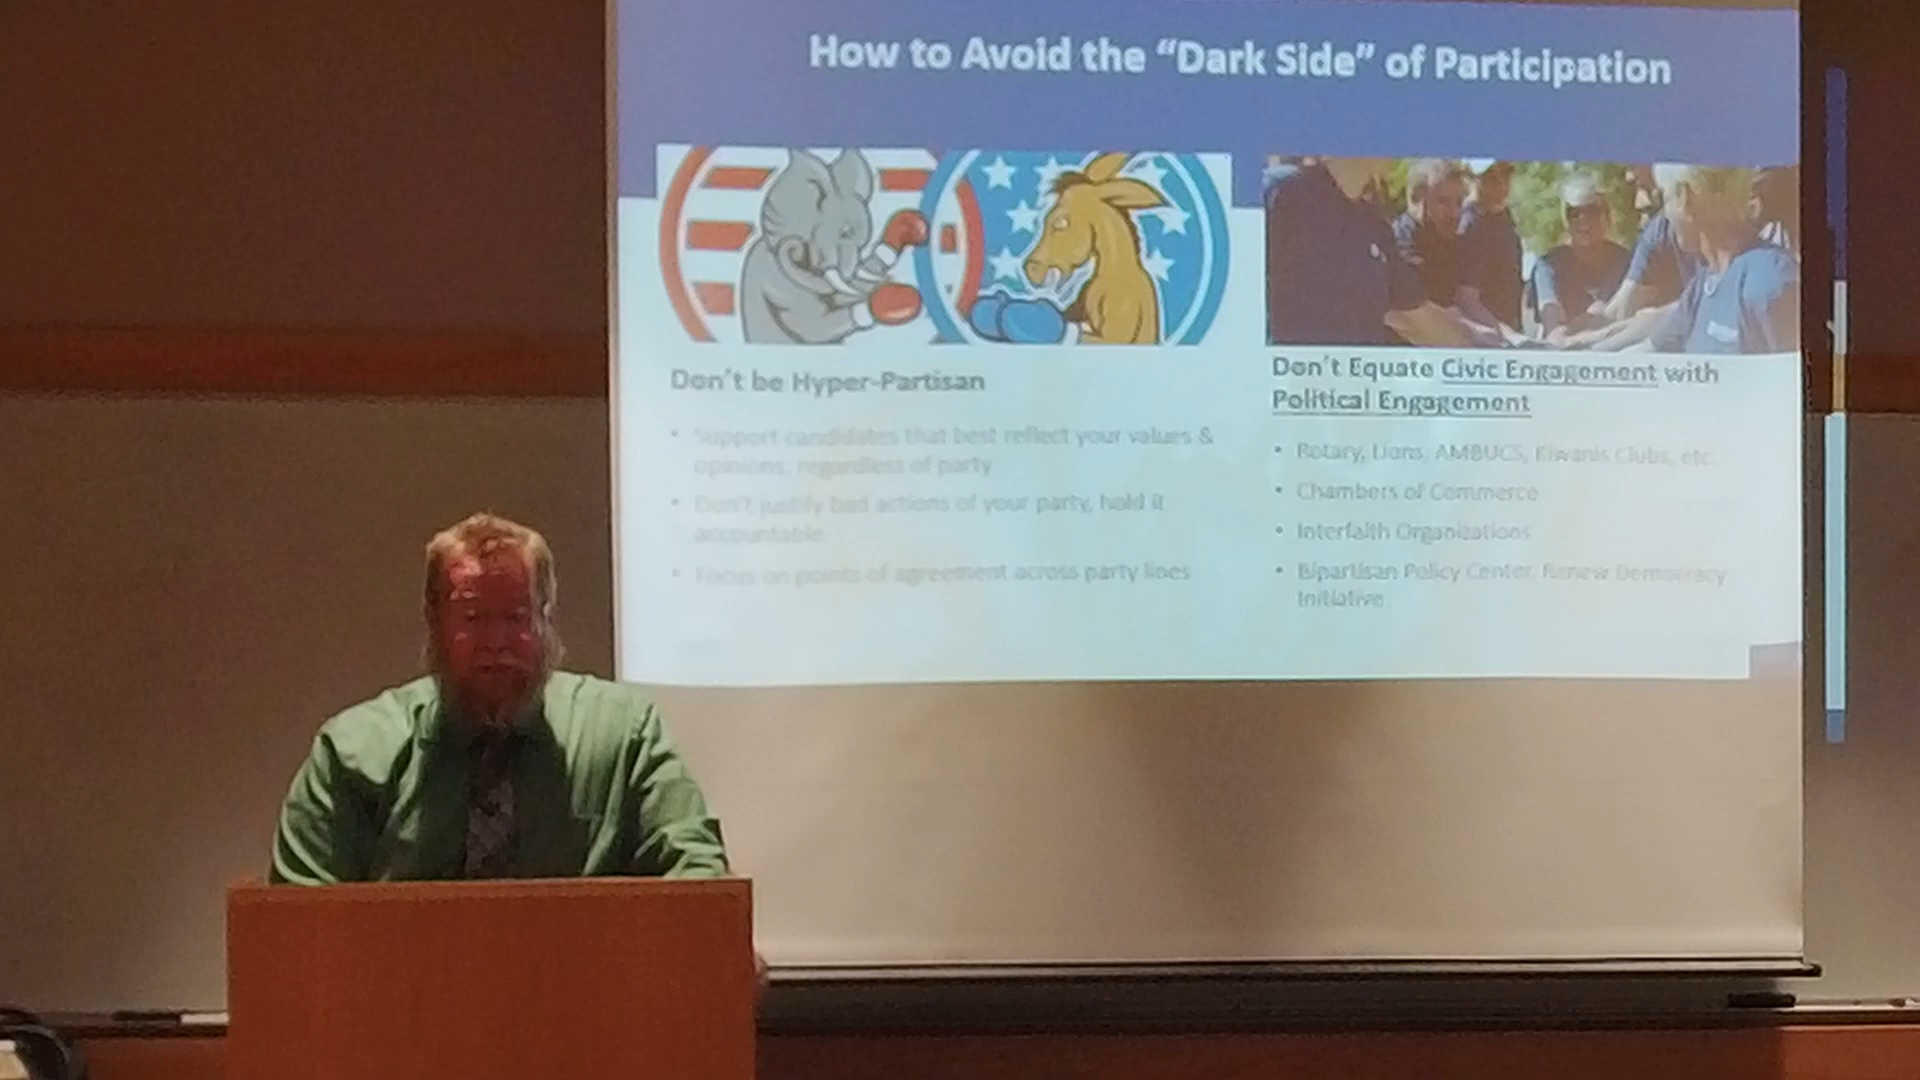 How to Avoid the “Dark Side” of Participation
Don't be Hyper-Partisan
• Support candidates that best reflect your values &
opinions, regardless of party
• Don't justify bad actions of your party, hold it
accountable
• Focus on points of agreement across party lines
Don't Equate Civic Engagement with
Political Engagement
• Rotary, Lions, AMBUCS, Kiwanis Clubs, etc.
• Chambers of Commerce
• Interfaith Organizations
• Bipartisan Policy Center, Renew Democracy
Initiative